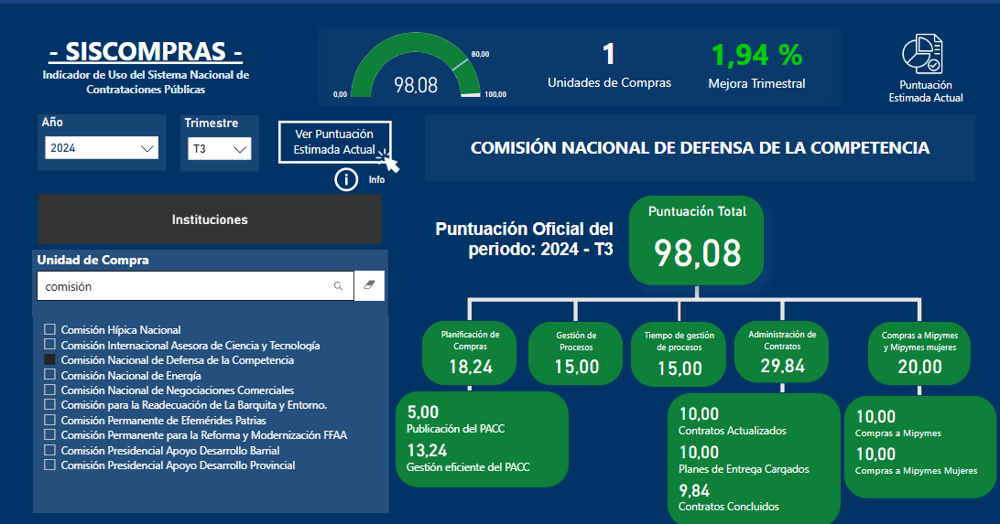 - SISCOMPRAS -
Indicador de Uso del Sistema Nacional de
Contrataciones Públicas
0,00
98,08
80,00
100,00
1
Unidades de Compras
1,94 %
Mejora Trimestral
Puntuación
Estimada Actual
Año
2024
Trimestre
T3
Ver Puntuación
Estimada Actual
i
Info
COMISIÓN NACIONAL DE DEFENSA DE LA COMPETENCIA
Instituciones
Unidad de Compra
comisión
Comisión Hípica Nacional
Comisión Internacional Asesora de Ciencia y Tecnología
Comisión Nacional de Defensa de la Competencia
Comisión Nacional de Energía
Comisión Nacional de Negociaciones Comerciales
Comisión para la Readecuación de La Barquita y Entorno.
Comisión Permanente de Efemérides Patrias
Comisión Permanente para la Reforma y Modernización FFAA
Comisión Presidencial Apoyo Desarrollo Barrial
Comisión Presidencial Apoyo Desarrollo Provincial
Puntuación Oficial del
periodo: 2024 - T3
Puntuación Total
98,08
Planificación de
Compras
18,24
Gestión de
Procesos
15,00
Tiempo de gestión
de procesos
15,00
Administración de
Contratos
29,84
Compras a Mipymes
y Mipymes mujeres
20,00
5,00
Publicación del PACC
13,24
Gestión eficiente del PACC
10,00
Contratos Actualizados
10,00
Planes de Entrega Cargados
9,84
Contratos Concluidos
10,00
Compras a Mipymes
10,00
Compras a Mipymes Mujeres